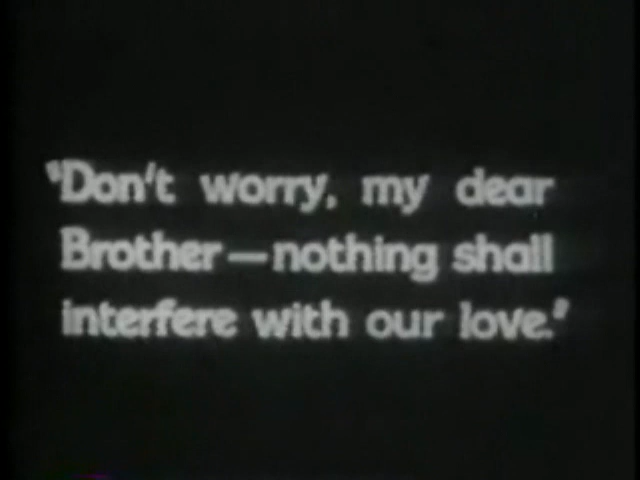 "Don't worry, my dear
Brother—nothing shall
interfere with our love."